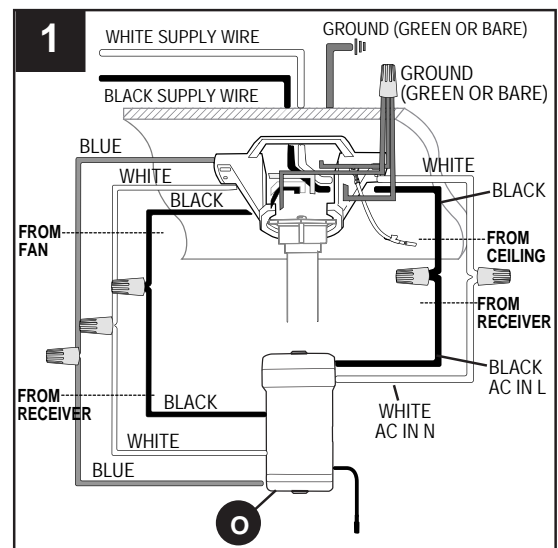 1
WHITE SUPPLY WIRE
GROUND (GREEN OR BARE)
BLACK SUPPLY WIRE
GROUND
(GREEN OR BARE)
BLUE
WHITE
WHITE
BLACK
BLACK
FROM
FAN
FROM
CEILING
FROM
RECEIVER
BLACK
AC IN L
FROM
RECEIVER
BLACK
WHITE
AC IN N
WHITE
BLUE
O